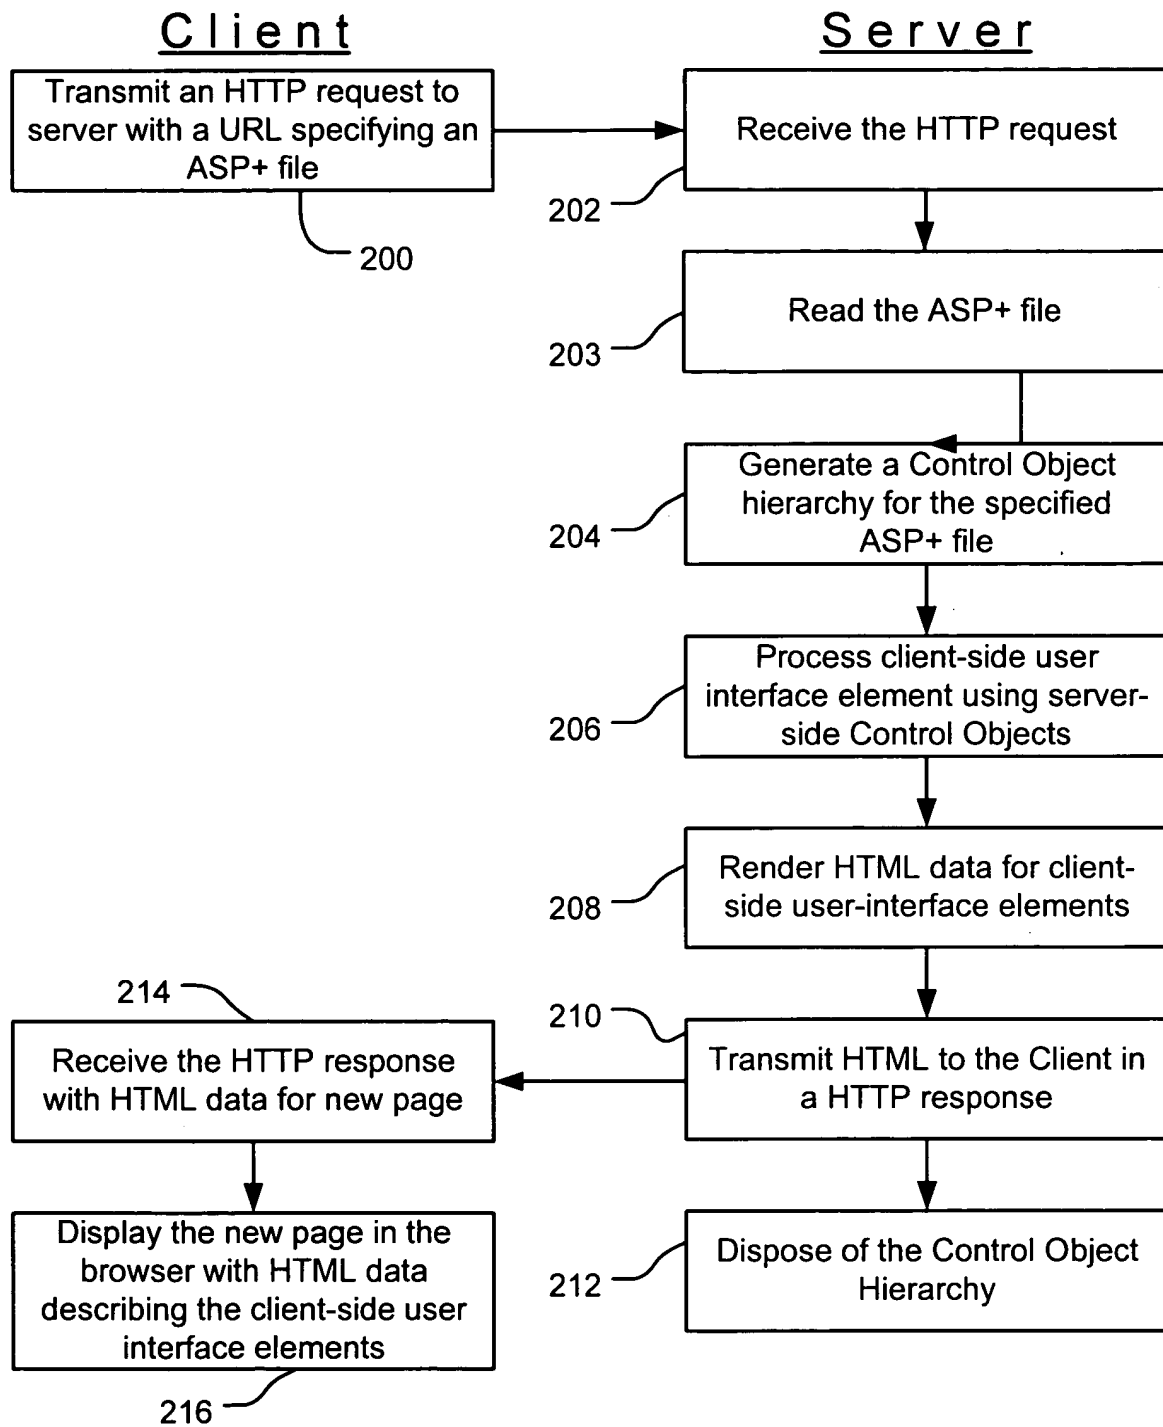 Client
Server
Transmit an HTTP request to
server with a URL specifying an
ASP+ file
200
Receive the HTTP request
202
Read the ASP+ file
203
Generate a Control Object
hierarchy for the specified
ASP+ file
204
Process client-side user
interface element using server-
side Control Objects
206
Render HTML data for client-
side user-interface elements
208
210
Transmit HTML to the Client in
a HTTP response
214
Receive the HTTP response
with HTML data for new page
Dispose of the Control Object
Hierarchy
212
Display the new page in the
browser with HTML data
describing the client-side user
interface elements
216